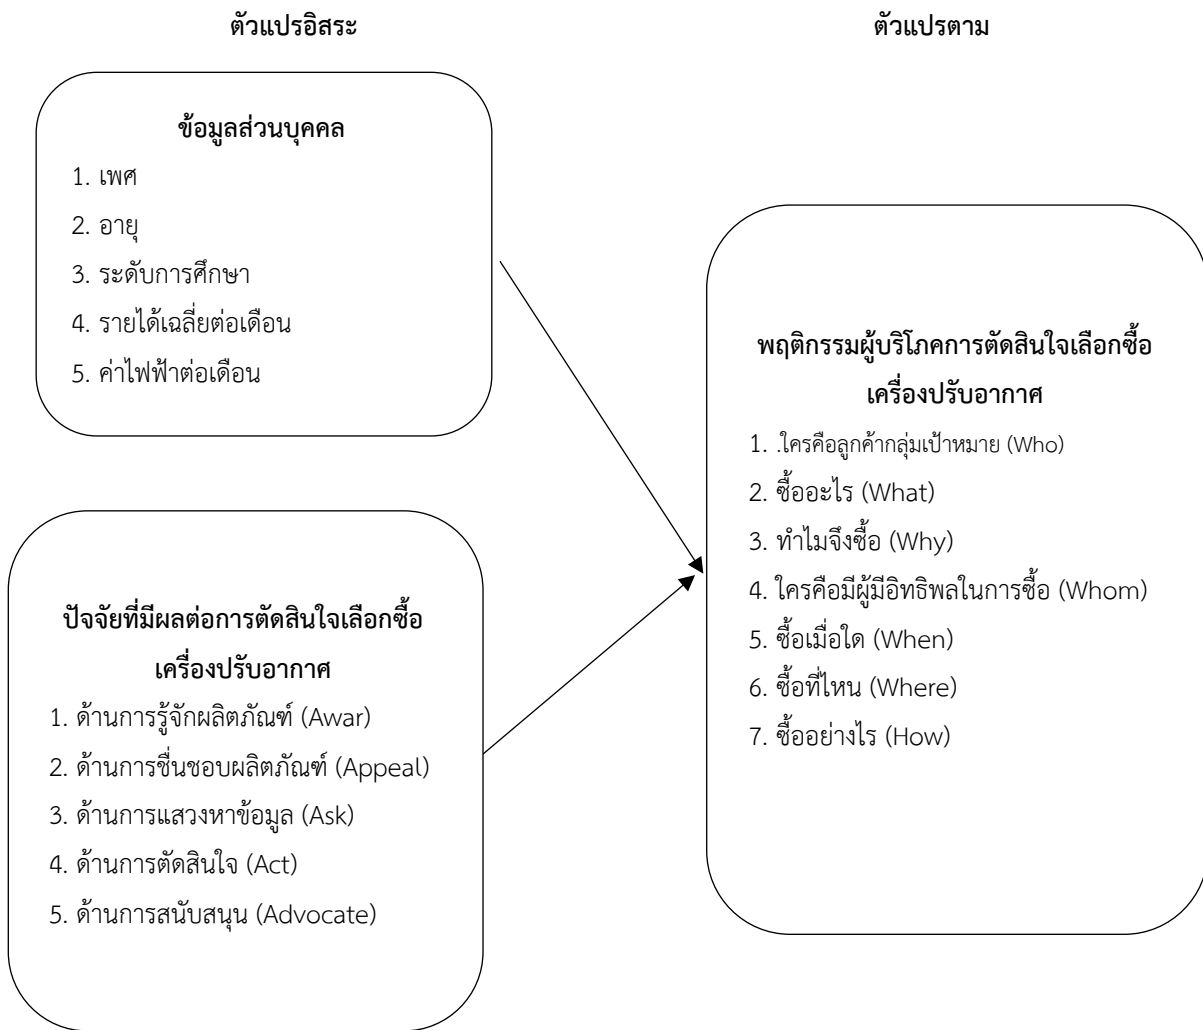 ตัวแปรอิสระ
ตัวแปรตาม
ข้อมูลส่วนบุคคล
1. เพศ
2. อายุ
3. ระดับการศึกษา
4. รายได้เฉลี่ยต่อเดือน
5. ค่าไฟฟ้าต่อเดือน
ปัจจัยที่มีผลต่อการตัดสินใจเลือกซื้อ
เครื่องปรับอากาศ
1. ด้านการรู้จักผลิตภัณฑ์ (Awar)
2. ด้านการชื่นชอบผลิตภัณฑ์ (Appeal)
3. ด้านการแสวงหาข้อมูล (Ask)
4. ด้านการตัดสินใจ (Act)
5. ด้านการสนับสนุน (Advocate)
พฤติกรรมผู้บริโภคการตัดสินใจเลือกซื้อ
เครื่องปรับอากาศ
1. .ใครคือลูกค้ากลุ่มเป้าหมาย (Who)
2. ซื้ออะไร (What)
3. ทำไมจึงซื้อ (Why)
4. ใครคือมีผู้มีอิทธิพลในการซื้อ (Whom)
5. ซื้อเมื่อใด (When)
6. ซื้อที่ไหน (Where)
7. ซื้ออย่างไร (How)